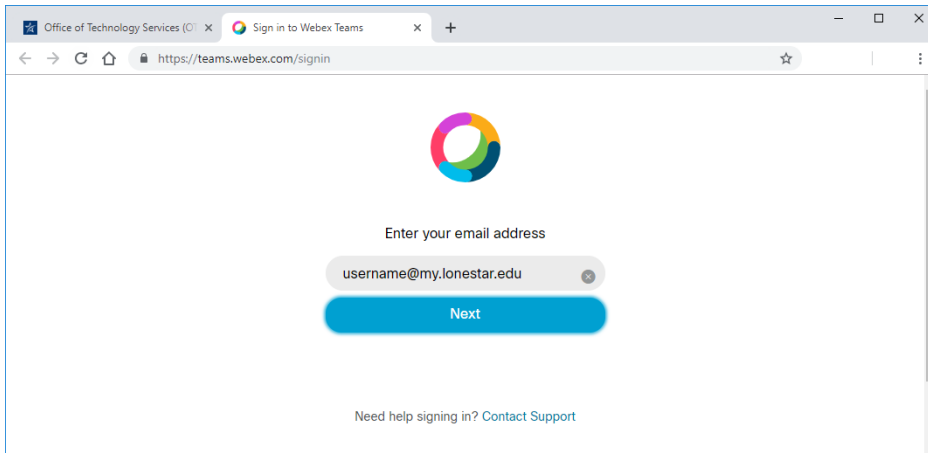 Office of Technology Services (OT
Sign in to Webex Teams
https://teams.webex.com/signin
Enter your email address
username@my.lonestar.edu
Next
Need help signing in? Contact Support